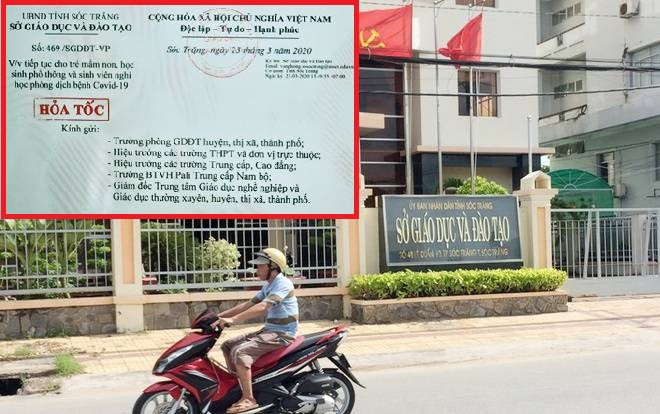 UBND TỈNH SÓC TRĂNG
SỞ GIÁO DỤC VÀ ĐÀO TẠO
Số: 469 /SGDĐT-VP
V/v tiếp tục cho trẻ mầm non, học
sinh phổ thông và sinh viên nghỉ
học phòng dịch bệnh Covid-19
CỘNG HÒA XÃ HỘI CHỦ NGHĨA VIỆT NAM
Độc lập – Tự do – Hạnh phúc
Sóc Trăng, ngày 23 tháng 3 năm 2020
HỎA TỐC
Kính gửi:
- Trưởng phòng GDĐT huyện, thị xã, thành phố;
- Hiệu trưởng các trường THPT và đơn vị trực thuộc;
- Hiệu trưởng các trường Trung cấp, Cao đẳng;
- Trường BTVH Pali Trung cấp Nam bộ;
- Giám đốc Trung tâm Giáo dục nghề nghiệp và
Giáo dục thường xuyên, huyện, thị xã, thành phố.
ỦY BAN NHÂN DÂN TỈNH SÓC TRĂNG
SỞ GIÁO DỤC VÀ ĐÀO TẠO